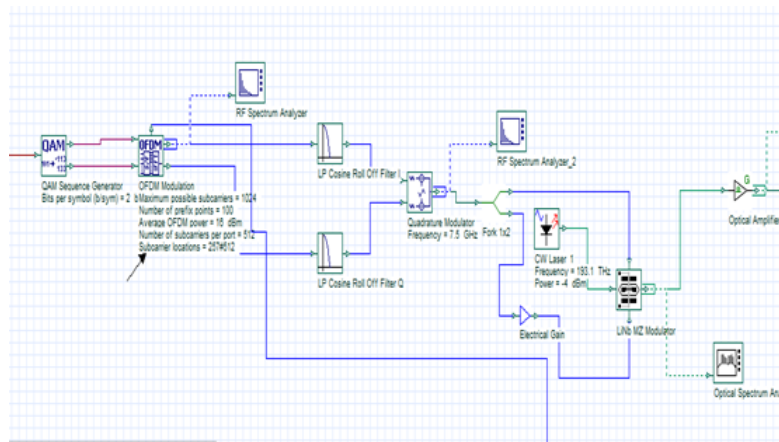 RF Spectrum Analyzer
QAM
OFDM
QAM Sequence Generator
Bits per symbol (b/sym) = 2 b
OFDM Modulation
Maximum possible subcarriers = 1024
Number of prefix points = 100
Average OFDM power = 16 dBm
Number of subcarriers per port = 512
Subcarrier locations = 257#512
LP Cosine Roll Off Filter I
LP Cosine Roll Off Filter Q
RF Spectrum Analyzer_2
Quadrature Modulator
Frequency = 7.5 GHz
Fork 1x2
CW Laser 1
Frequency = 193.1 THz
Power = -4 dBm
Electrical Gain
LiNb MZ Modulator
G
Optical Amplifie
Optical Spectrum An